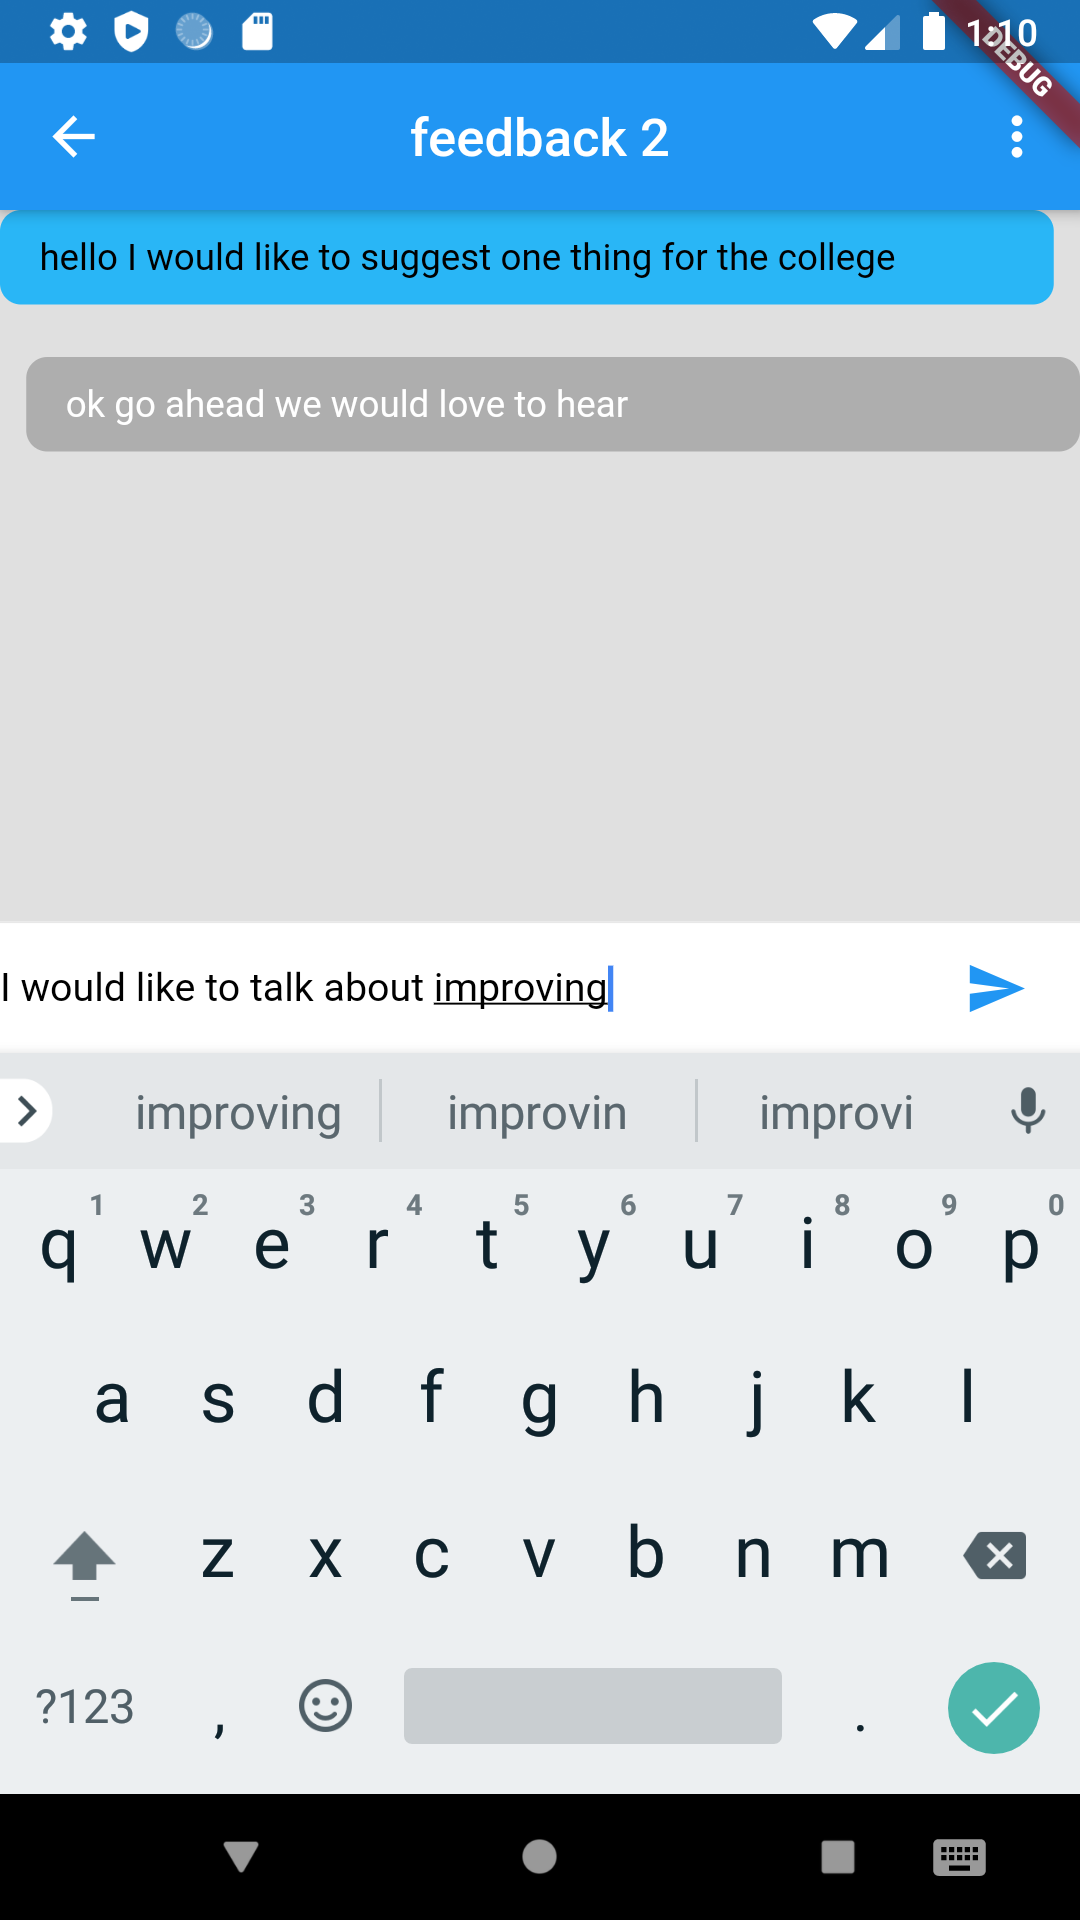 1:10
DEBUG
feedback 2
hello I would like to suggest one thing for the college
ok go ahead we would love to hear
I would like to talk about improving
improving improvin improvi
1 2 3 4 5 6 7 8 9 0
q w e r t y u i o p
a s d f g h j k l
z x c v b n m
?123 , .